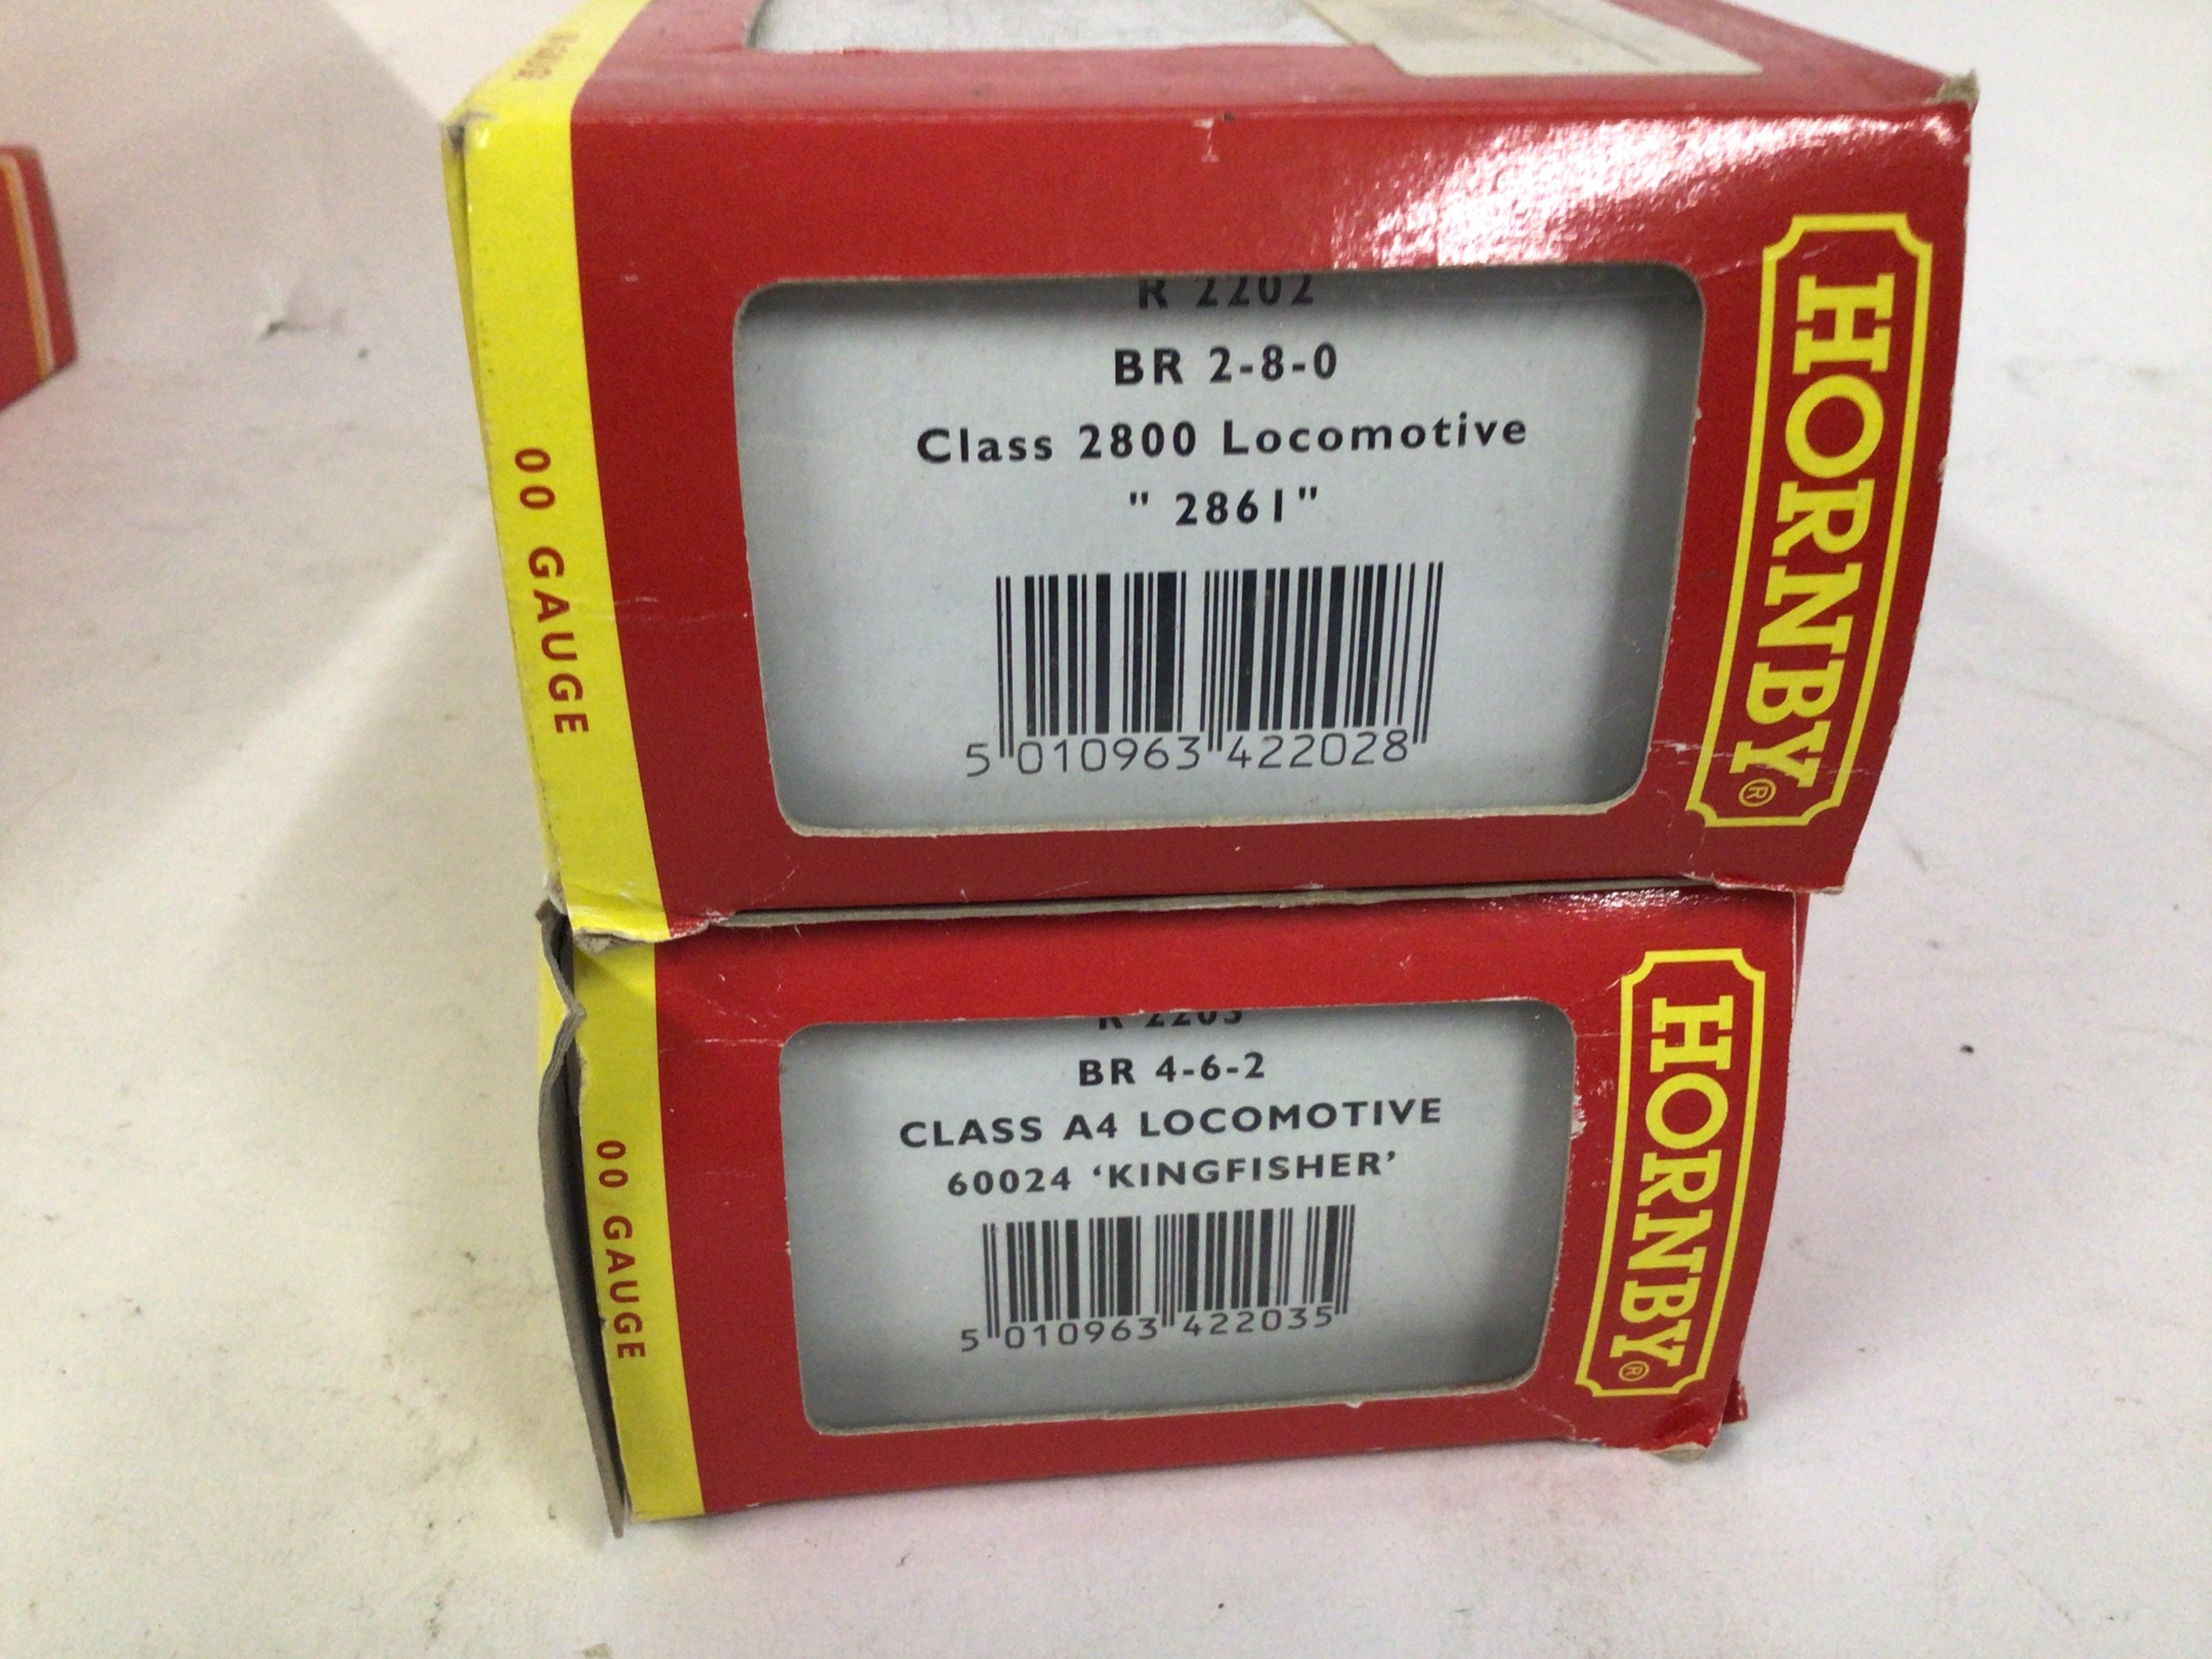 R 2202
BR 2-8-0
Class 2800 Locomotive
" 2861"
5 010963 422028
00 GAUGE
HORNBY®
R 2203
BR 4-6-2
CLASS A4 LOCOMOTIVE
60024 ‘KINGFISHER’
5 010963 422035
00 GAUGE
HORNBY®